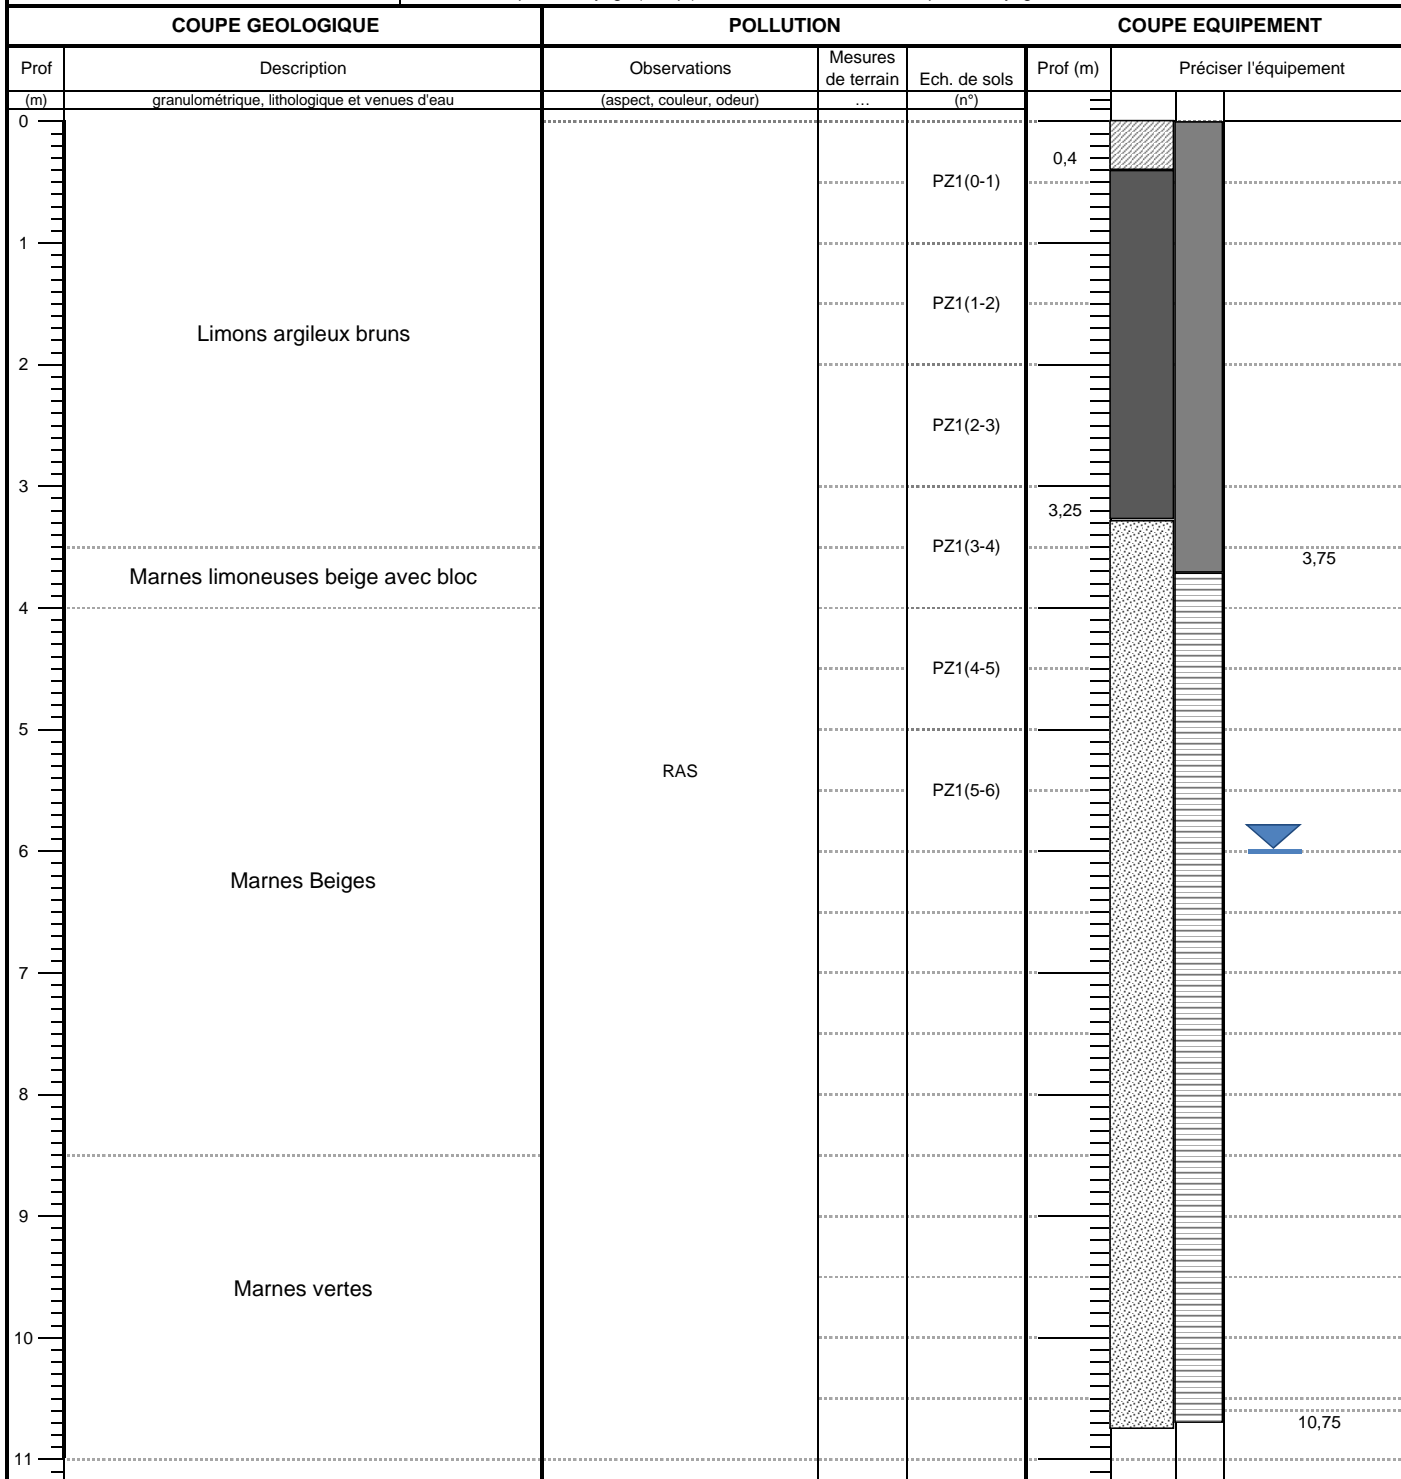 COUPE GEOLOGIQUE POLLUTION COUPE EQUIPEMENT
Prof Description Observations Mesures de terrain Ech. de sols Prof (m) Préciser l'équipement
(m) granulométrique, lithologique et venues d'eau (aspect, couleur, odeur) … (n°)
0
0,4
PZ1(0-1)
1
PZ1(1-2)
Limons argileux bruns
2
PZ1(2-3)
3
3,25
PZ1(3-4)
3,75
Marnes limoneuses beige avec bloc
4
PZ1(4-5)
5
RAS
PZ1(5-6)
6
Marnes Beiges
7
8
9
Marnes vertes
10
10,75
11